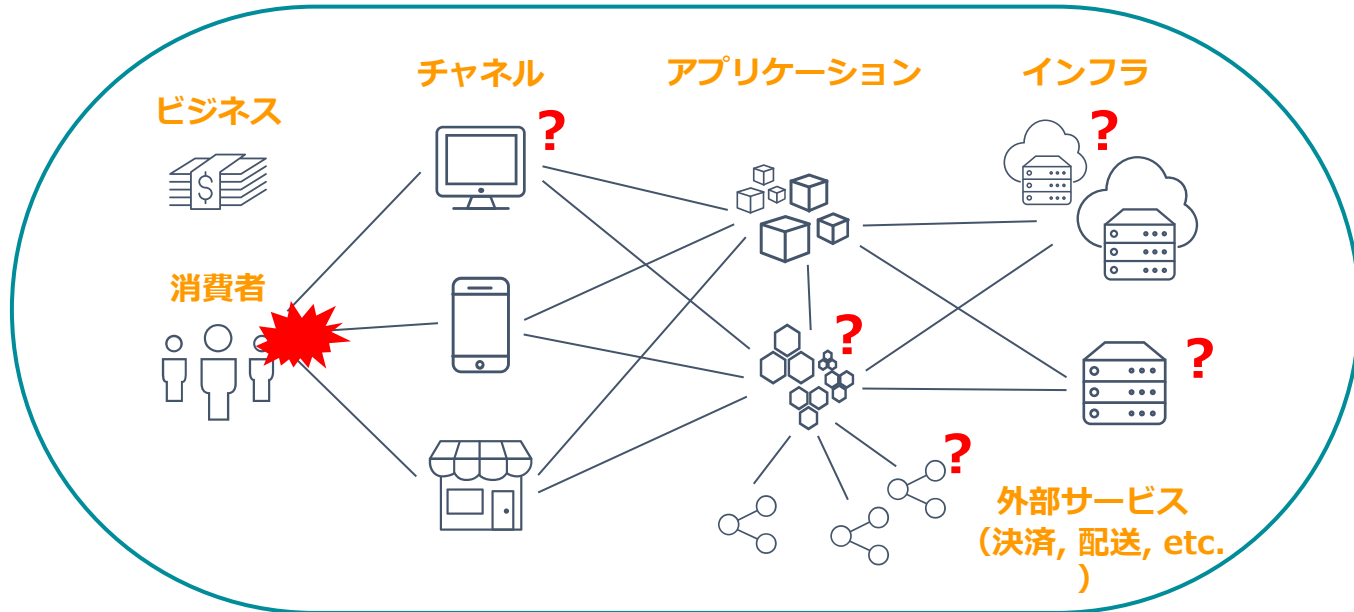 チャネル
アプリケーション
インフラ
ビジネス
?
?
$
消費者
?
?
?
外部サービス
（決済, 配送, etc.
）